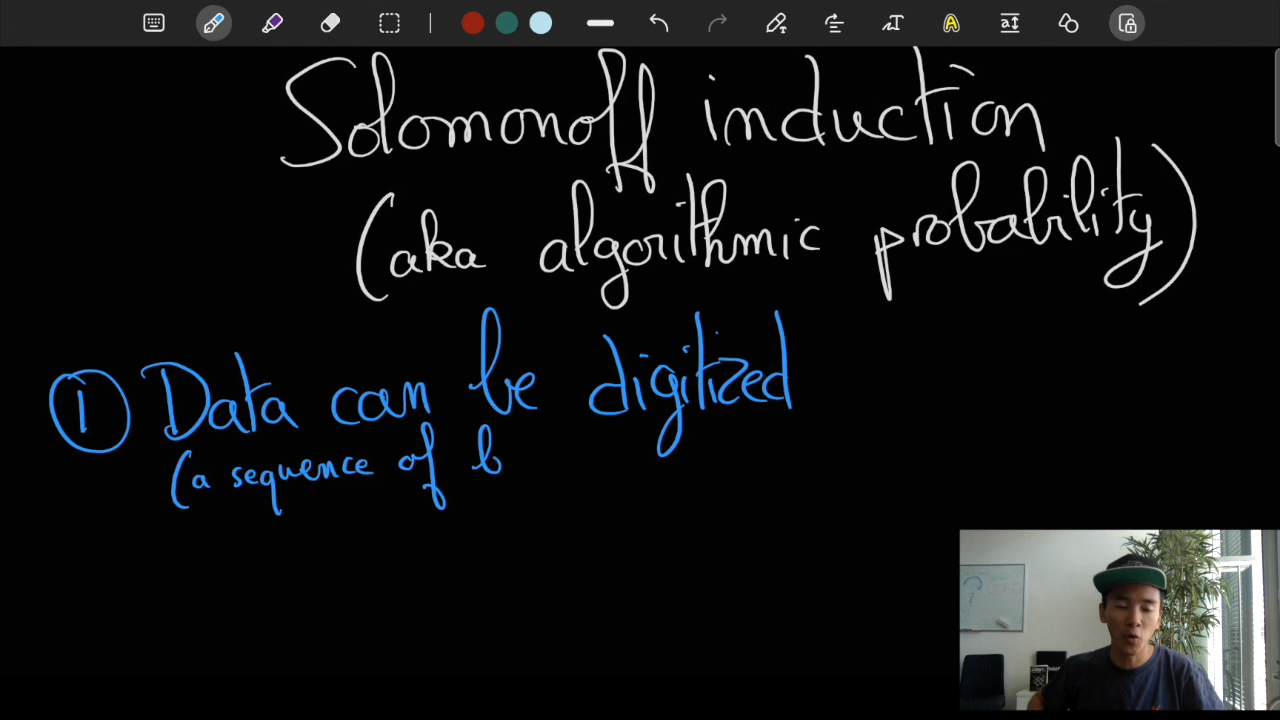 Solomonoff induction
(aka algorithmic probability)
① Data can be digitized
(a sequence of b